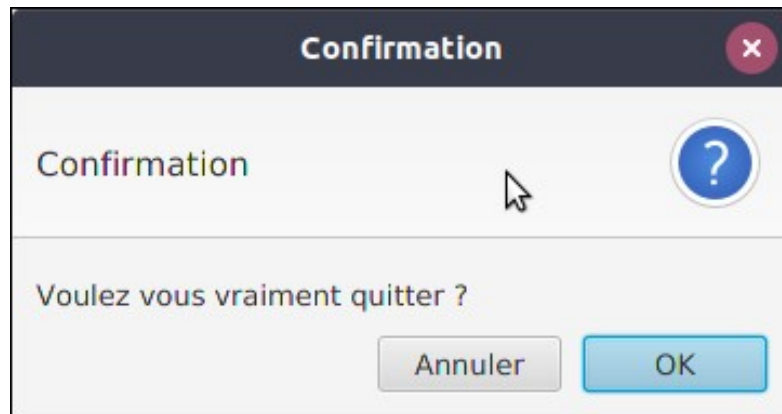 Confirmation
Confirmation
?
Voulez vous vraiment quitter ?
Annuler
OK